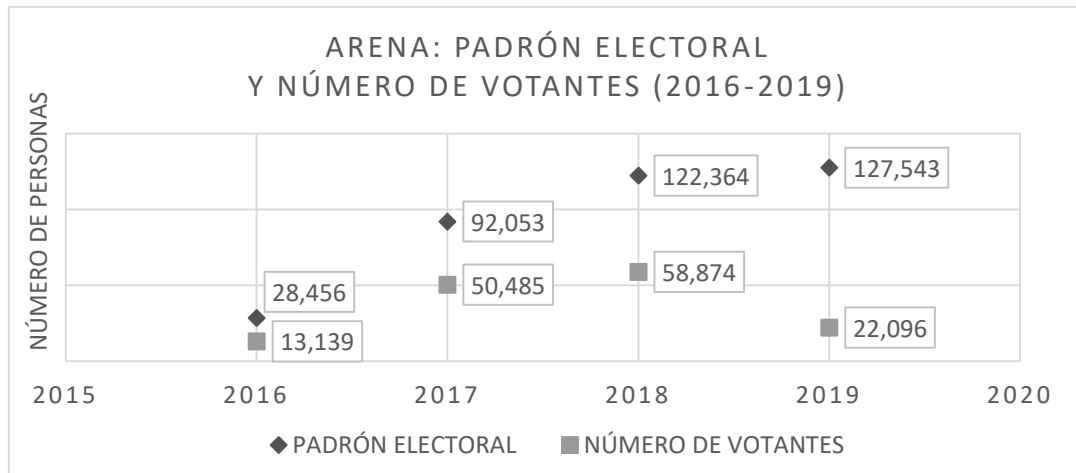 ARENA: PADRÓN ELECTORAL
Y NÚMERO DE VOTANTES (2016-2019)
NÚMERO DE PERSONAS
122,364
127,543
92,053
58,874
50,485
28,456
22,096
13,139
2015 2016 2017 2018 2019 2020
PADRÓN ELECTORAL NÚMERO DE VOTANTES